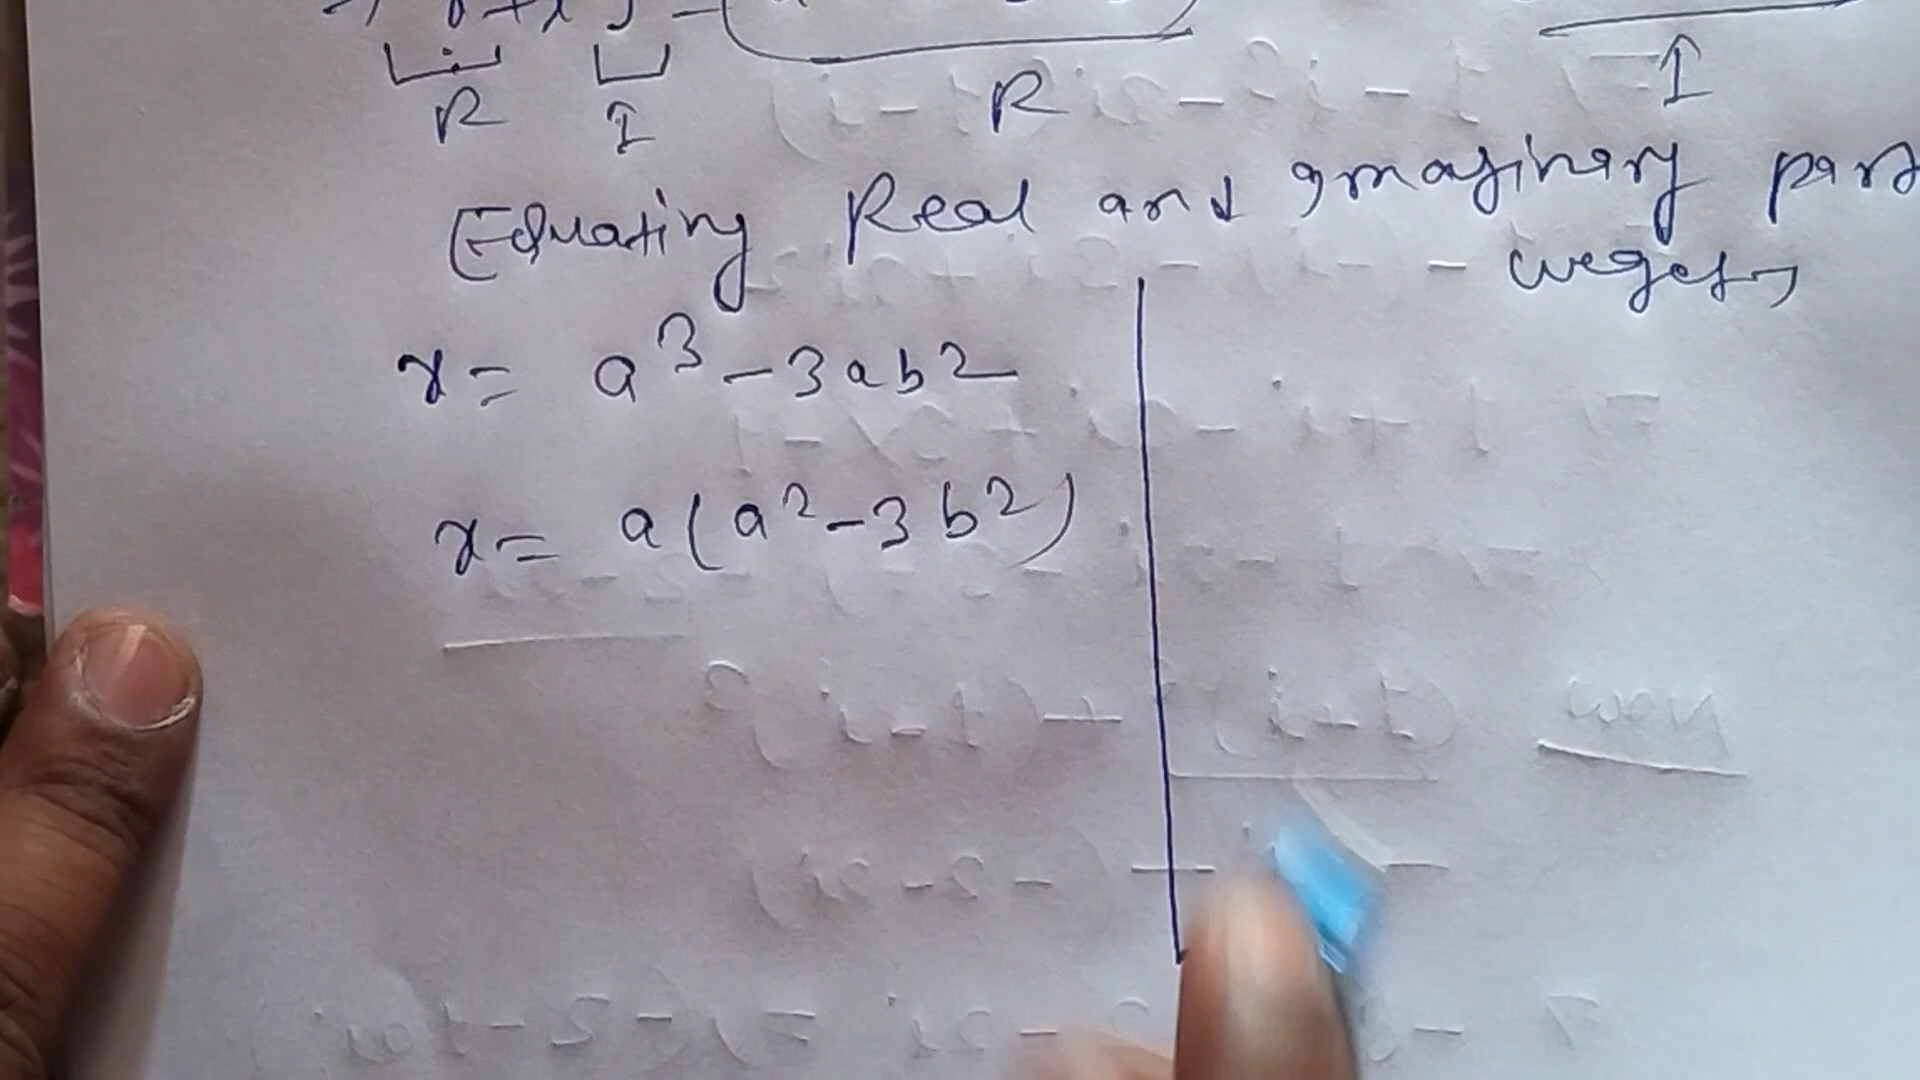 R I R I
Equating Real and Imaginary part
we get,
x = a³ - 3ab²
x = a(a² - 3b²)